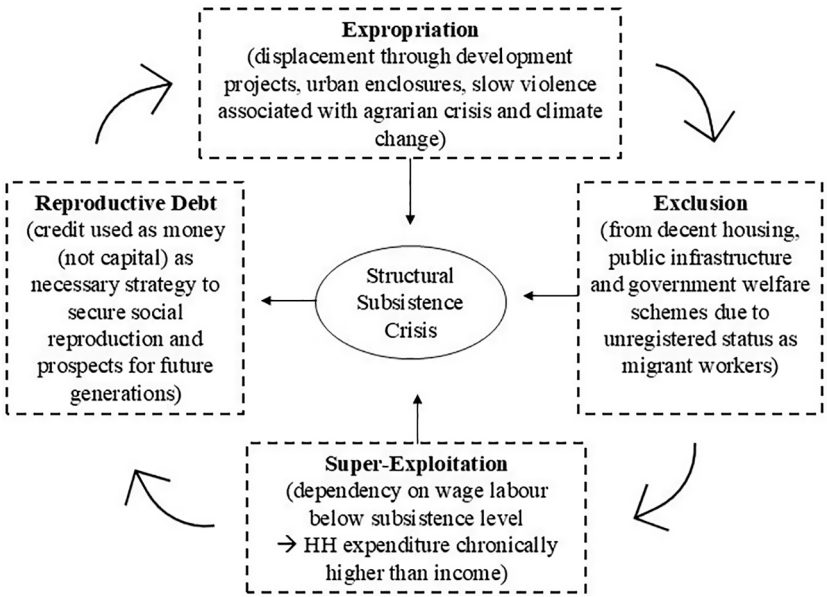 Expropriation
(displacement through development
projects, urban enclosures, slow violence
associated with agrarian crisis and climate
change)
Reproductive Debt
(credit used as money
(not capital) as
necessary strategy to
secure social
reproduction and
prospects for future
generations)
Structural
Subsistence
Crisis
Exclusion
(from decent housing,
public infrastructure
and government welfare
schemes due to
unregistered status as
migrant workers)
Super-Exploitation
(dependency on wage labour
below subsistence level
→ HH expenditure chronically
higher than income)